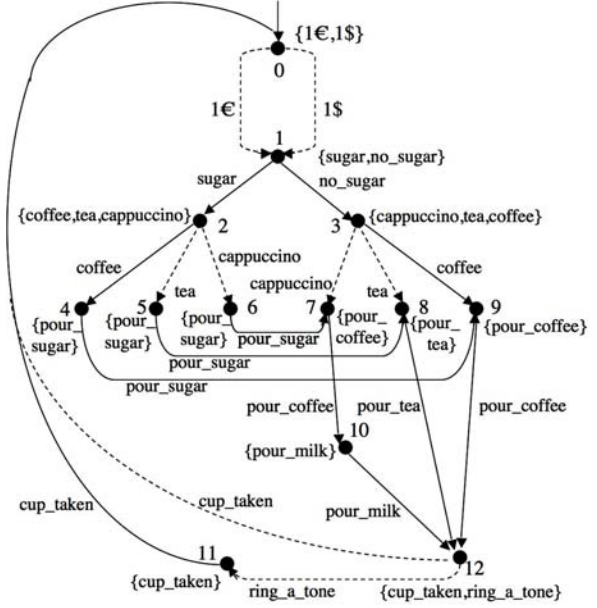 {1€,1$}
0
1€ 1$
1
{sugar,no_sugar}
sugar no_sugar
{coffee,tea,cappuccino} 2 3 {cappuccino,tea,coffee}
cappuccino
coffee tea cappuccino tea coffee
4 5 6 7 8 9
{pour_
sugar}
{pour_
sugar}
{pour_
sugar}
{pour_
coffee}
{pour_
tea}
{pour_coffee}
pour_sugar
pour_sugar
pour_sugar
pour_coffee pour_tea pour_coffee
10
{pour_milk}
cup_taken cup_taken pour_milk
11 12
{cup_taken} ring_a_tone {cup_taken,ring_a_tone}